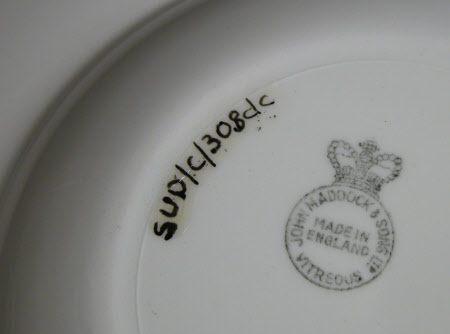 SUD/C/308dc
JOHN MADDOCK & SONS LTD
MADE IN
ENGLAND
VITREOUS